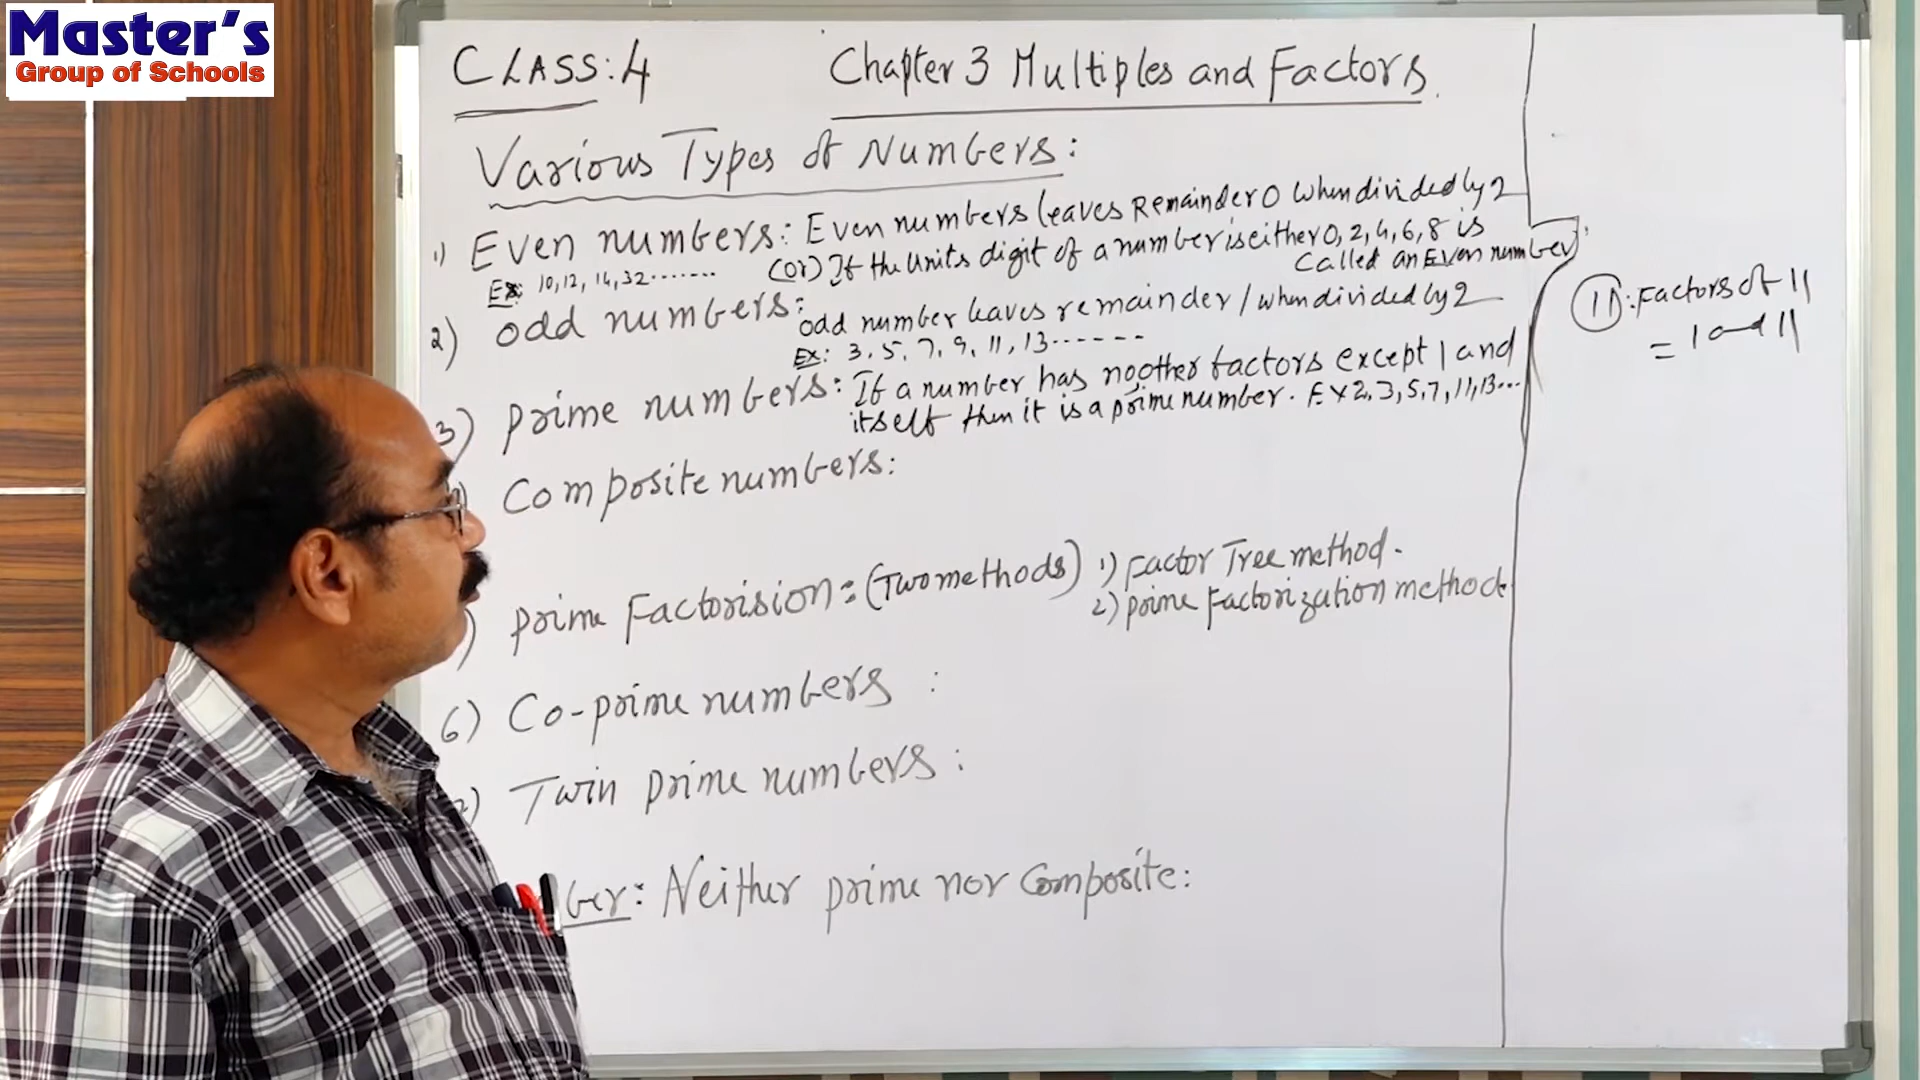 Master's
Group of Schools
CLASS: 4 Chapter 3 Multiples and Factors
Various Types of Numbers:
1) Even numbers: Even numbers leaves Remainder 0 when divided by 2
(or) If the Units digit of a number is either 0, 2, 4, 6, 8 is
called an Even number
Ex: 10, 12, 14, 32.......
2) odd numbers: odd number leaves remainder 1 when divided by 2
Ex: 3, 5, 7, 9, 11, 13......
3) prime numbers: If a number has no other factors except 1 and
itself then it is a prime number. Ex 2, 3, 5, 7, 11, 13...
Composite numbers:
) prime Factorision: (Two methods) 1) Factor Tree method.
2) prime Factorization method.
6) Co-prime numbers :
) Twin prime numbers :
ber: Neither prime nor Composite:
11: Factors of 11
= 1 and 11